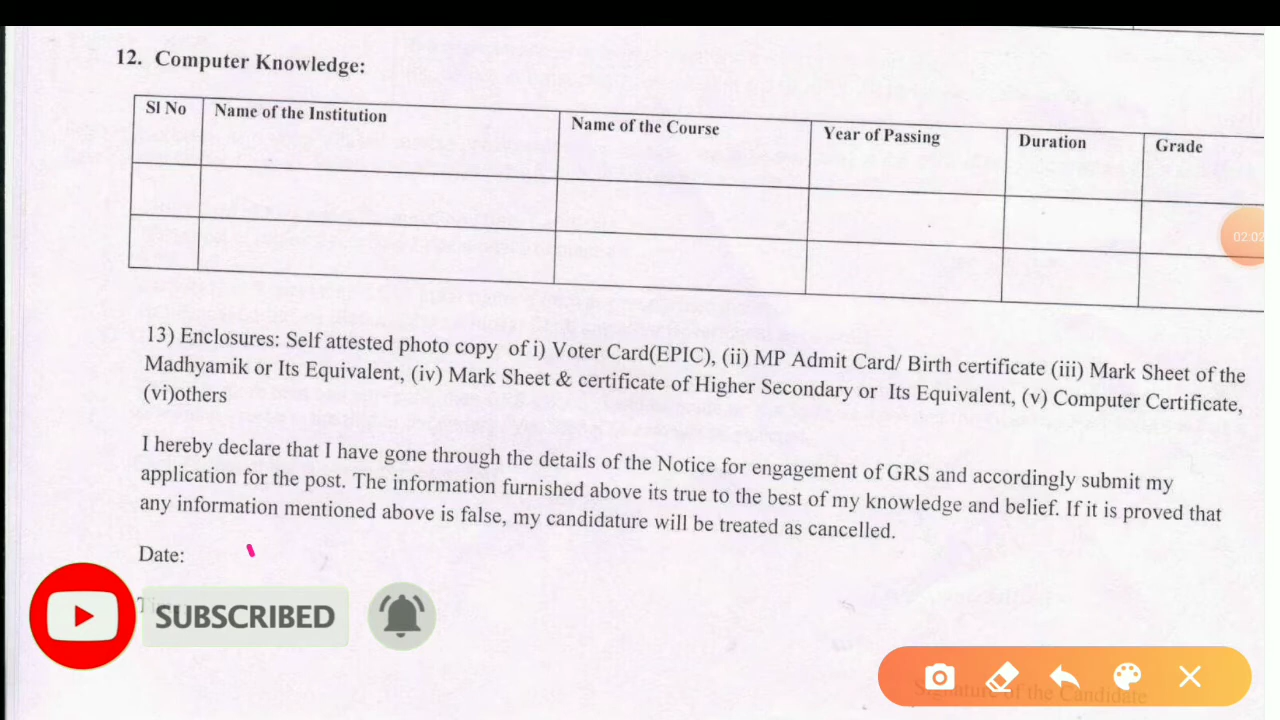 12. Computer Knowledge:
Sl No Name of the Institution Name of the Course Year of Passing Duration Grade
02:02
13) Enclosures: Self attested photo copy of i) Voter Card(EPIC), (ii) MP Admit Card/ Birth certificate (iii) Mark Sheet of the
Madhyamik or Its Equivalent, (iv) Mark Sheet & certificate of Higher Secondary or Its Equivalent, (v) Computer Certificate,
(vi)others
I hereby declare that I have gone through the details of the Notice for engagement of GRS and accordingly submit my
application for the post. The information furnished above its true to the best of my knowledge and belief. If it is proved that
any information mentioned above is false, my candidature will be treated as cancelled.
Date:
SUBSCRIBED
Signature of the Candidate